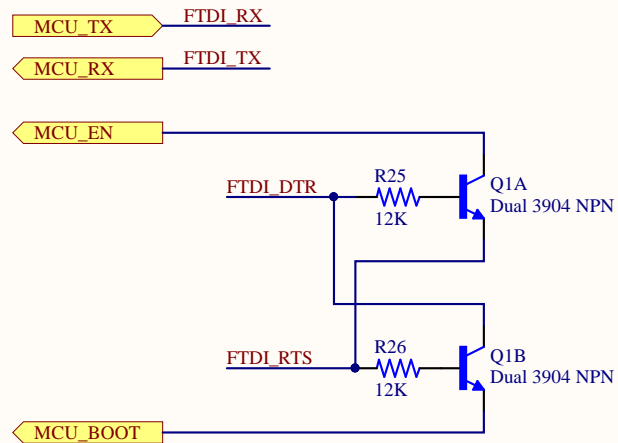 MCU_TX
FTDI_RX
MCU_RX
FTDI_TX
MCU_EN
FTDI_DTR
R25
12K
Q1A
Dual 3904 NPN
FTDI_RTS
R26
12K
Q1B
Dual 3904 NPN
MCU_BOOT